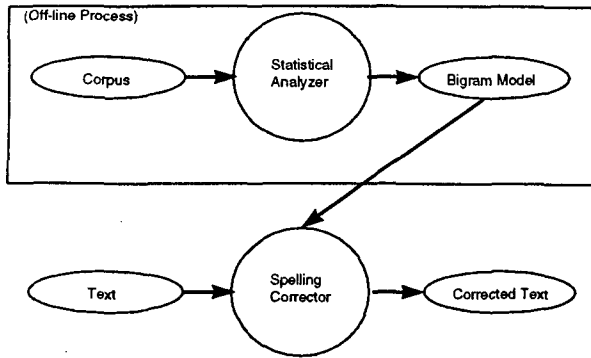 (Off-line Process)
Corpus
Statistical
Analyzer
Bigram Model
Text
Spelling
Corrector
Corrected Text